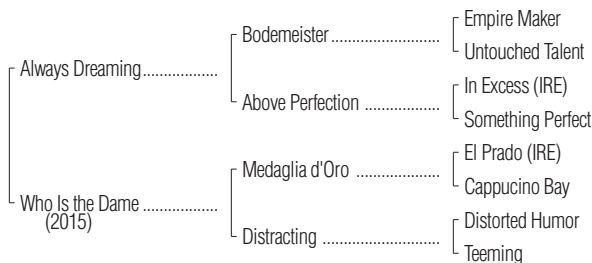 Empire Maker
Bodemeister........................
Untouched Talent
Always Dreaming.................
In Excess (IRE)
Above Perfection .................
Something Perfect
El Prado (IRE)
Medaglia d'Oro ...................
Cappucino Bay
Who Is the Dame .................
(2015)
Distorted Humor
Distracting ..........................
Teeming